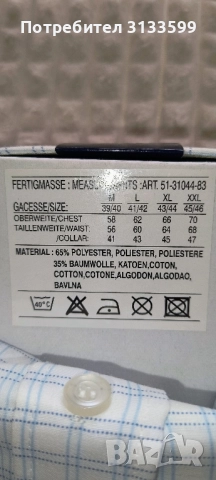 Потребител 3133599
FERTIGMASSE : MEASUREMENTS :ART. 51-31044-83
M L XL XXL
GACESSE/SIZE: 39/40 41/42 43/44 45/46
OBERWEITE/CHEST 58 62 66 70
TAILLENWEITE/WAIST: 56 60 64 68
/COLLAR: 41 43 45 47
MATERIAL : 65% POLYESTER, POLIESTER, POLIESTERE
35% BAUMWOLLE, KATOEN,COTON,
COTTON,COTONE,ALGODON,ALGODAO,
BAVLNA
40°C
BAZAR